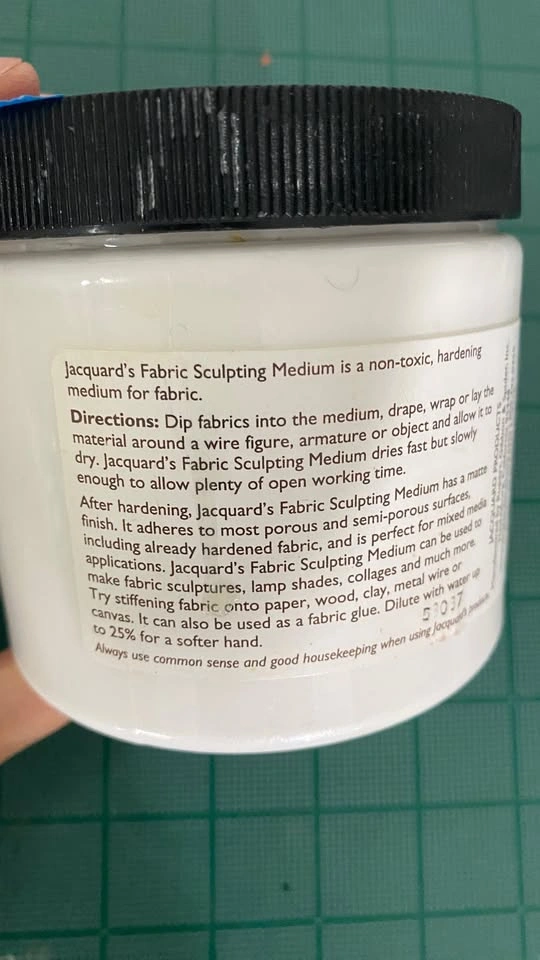 Jacquard's Fabric Sculpting Medium is a non-toxic, hardening
medium for fabric.
Directions: Dip fabrics into the medium, drape, wrap or lay the
material around a wire figure, armature or object and allow it to
dry. Jacquard's Fabric Sculpting Medium dries fast but slowly
enough to allow plenty of open working time.
After hardening, Jacquard's Fabric Sculpting Medium has a matte
finish. It adheres to most porous and semi-porous surfaces,
including already hardened fabric, and is perfect for mixed media
applications. Jacquard's Fabric Sculpting Medium can be used to
make fabric sculptures, lamp shades, collages and much more.
Try stiffening fabric onto paper, wood, clay, metal wire or
canvas. It can also be used as a fabric glue. Dilute with water up
to 25% for a softer hand.
Always use common sense and good housekeeping when using Jacquard's products.
JACQUARD PRODUCTS